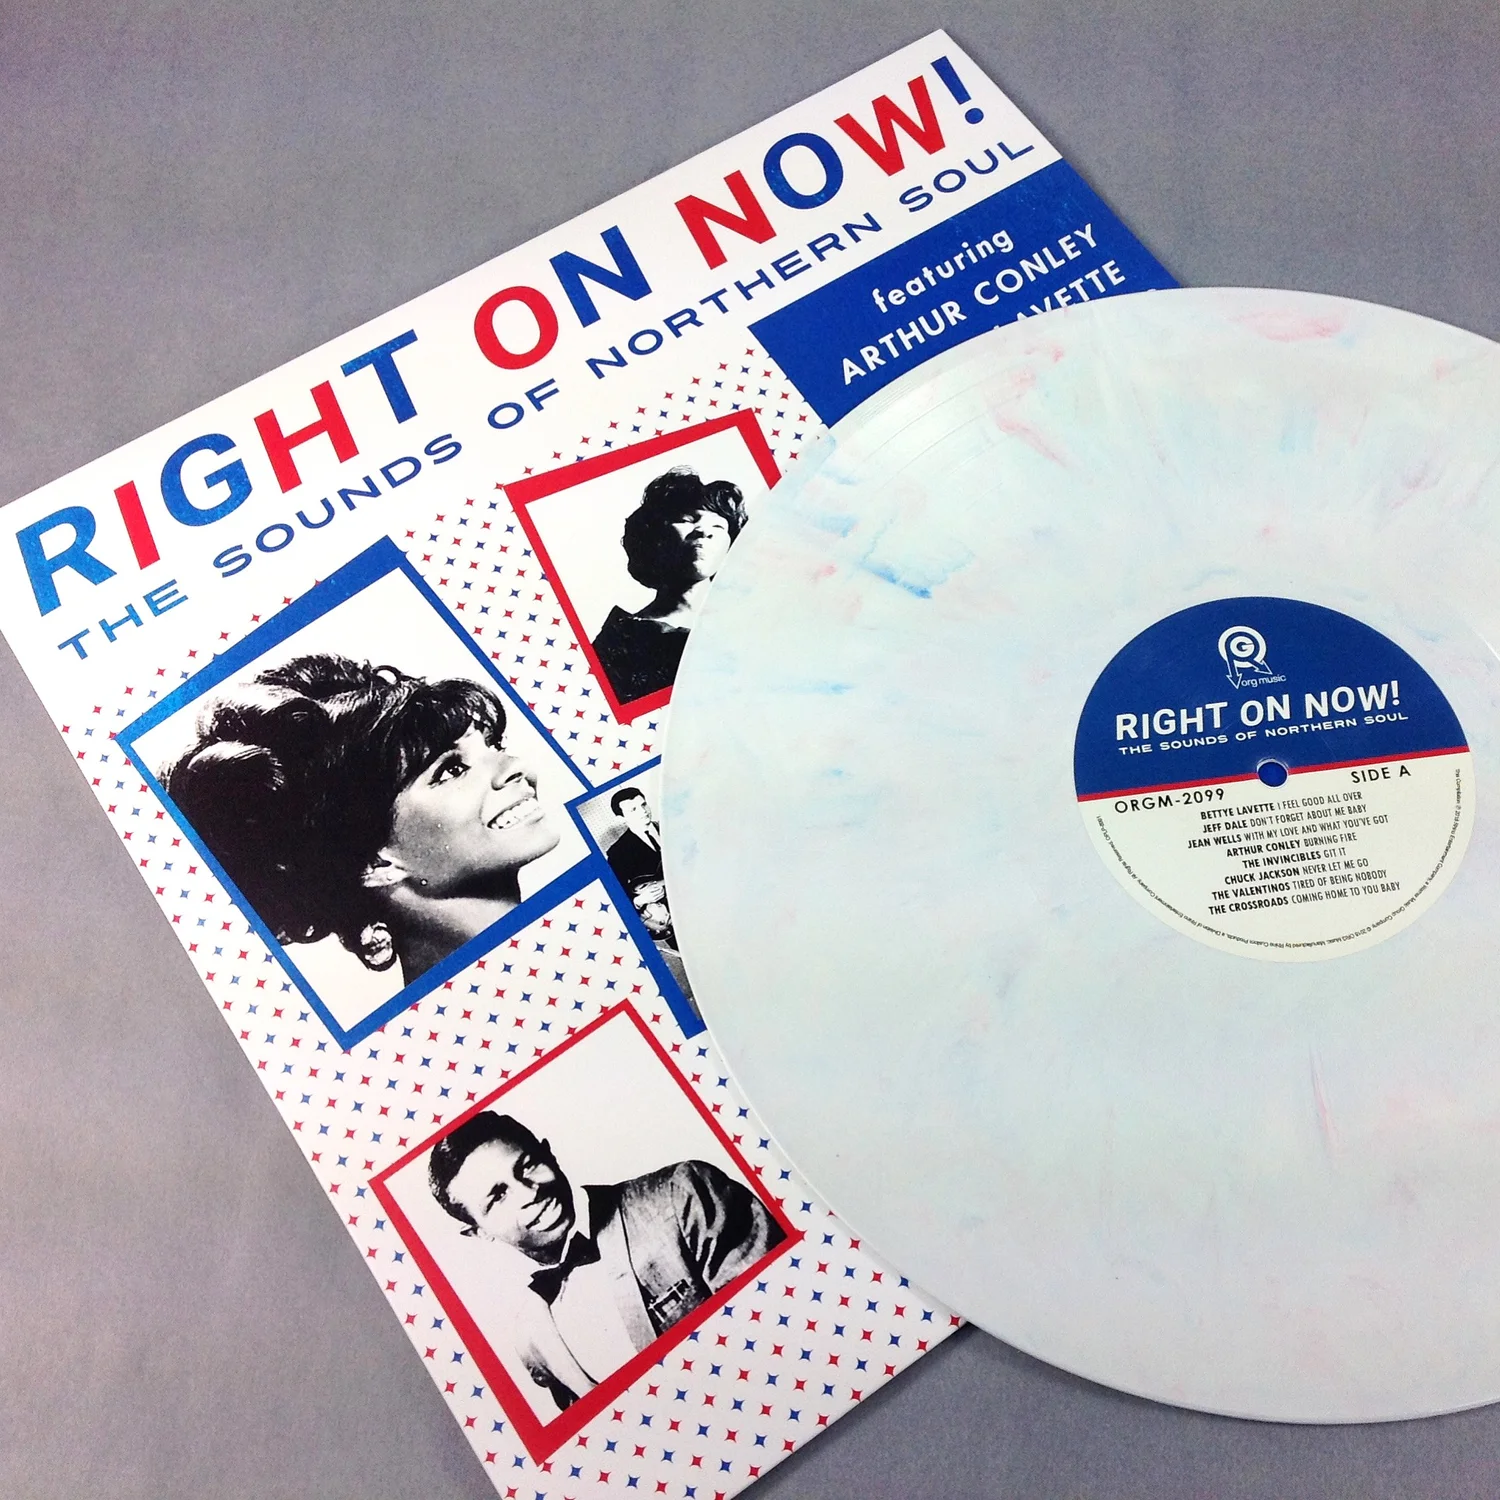 RIGHT ON NOW!
THE SOUNDS OF NORTHERN SOUL
featuring
ARTHUR CONLEY
LAVETTE
G
org music
RIGHT ON NOW!
THE SOUNDS OF NORTHERN SOUL
SIDE A
ORGM-2099
BETTYE LAVETTE I FEEL GOOD ALL OVER
JEFF DALE DON'T FORGET ABOUT ME BABY
JEAN WELLS WITH MY LOVE AND WHAT YOU'VE GOT
ARTHUR CONLEY BURNING FIRE
THE INVINCIBLES GIT IT
CHUCK JACKSON NEVER LET ME GO
THE VALENTINOS TIRED OF BEING NOBODY
THE CROSSROADS COMING HOME TO YOU BABY